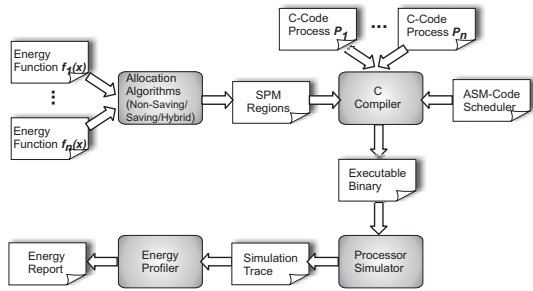 C-Code
Process P1
...
C-Code
Process Pn
Energy
Function f1(x)
...
Energy
Function fn(x)
Allocation
Algorithms
(Non-Saving/
Saving/Hybrid)
SPM
Regions
C
Compiler
ASM-Code
Scheduler
Executable
Binary
Energy
Report
Energy
Profiler
Simulation
Trace
Processor
Simulator